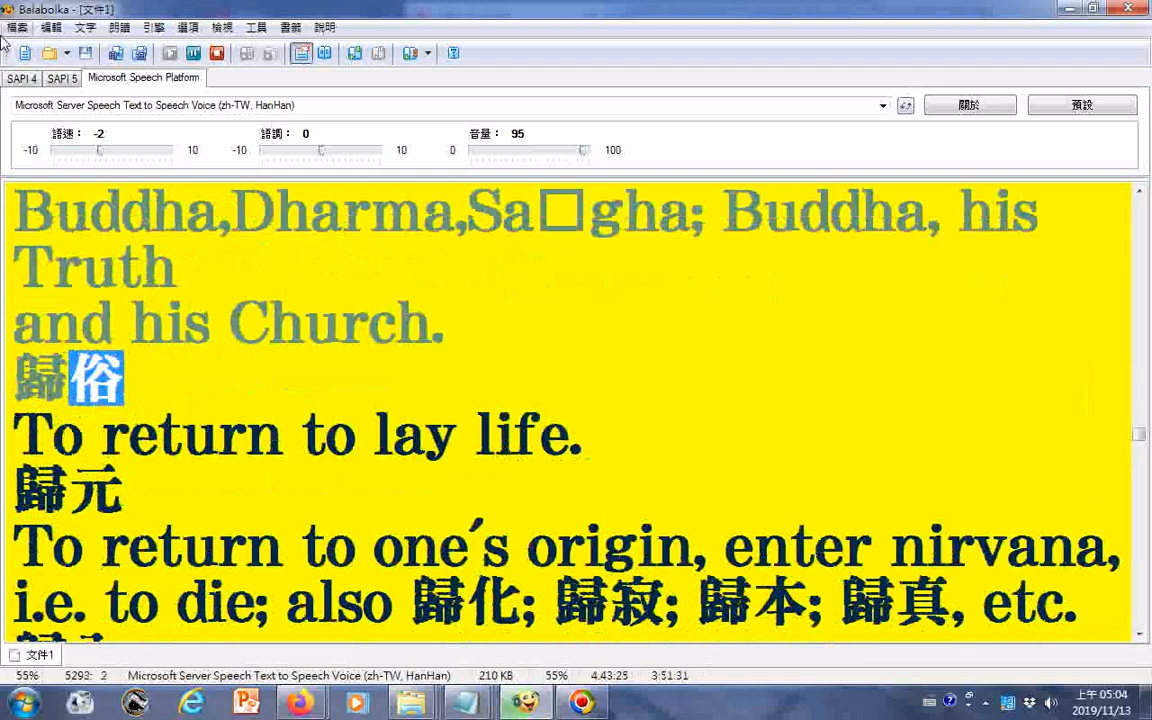 Balabolka - [文件1]
檔案 編輯 文字 朗讀 引擎 選項 檢視 工具 書籤 說明
SAPI 4 SAPI 5 Microsoft Speech Platform
Microsoft Server Speech Text to Speech Voice (zh-TW, HanHan) 關於 預設
語速： -2 語調： 0 音量： 95
-10 10 -10 10 0 100
Buddha,Dharma,Sa□gha; Buddha, his
Truth
and his Church.
歸俗
To return to lay life.
歸元
To return to one's origin, enter nirvana,
i.e. to die; also 歸化; 歸寂; 歸本; 歸真, etc.
文件1
55% 5292: 2 Microsoft Server Speech Text to Speech Voice (zh-TW, HanHan) 210 KB 55% 4.43:25 3:51:31
上午 05:04
2019/11/13